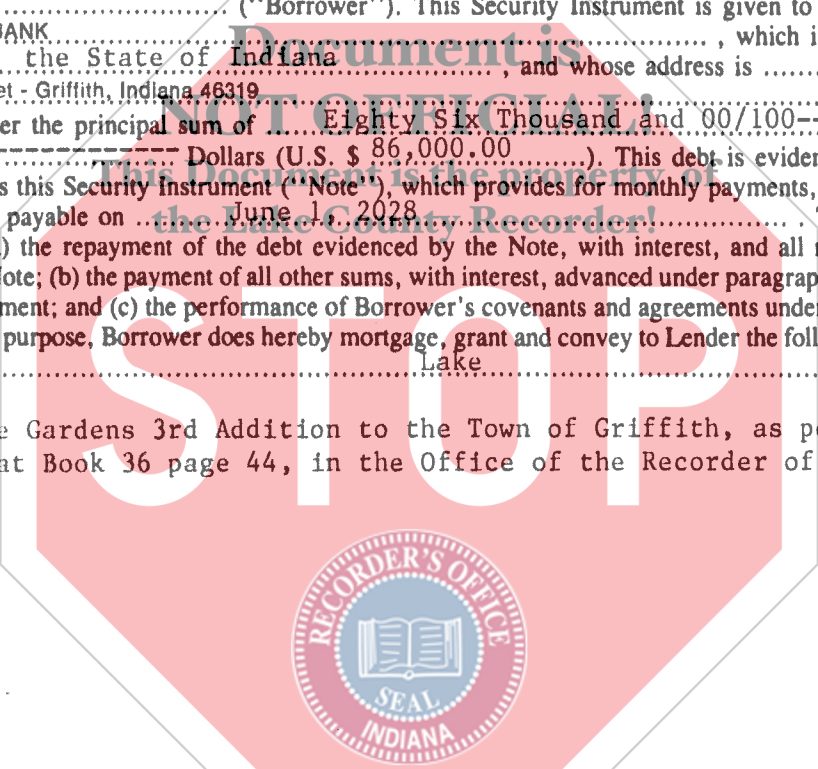 ("Borrower"). This Security Instrument is given to
BANK , which i
the State of Indiana , and whose address is
et - Griffith, Indiana 46319
er the principal sum of Eighty Six Thousand and 00/100--
--------------- Dollars (U.S. $ 86,000.00 ). This debt is eviden
s this Security Instrument ("Note"), which provides for monthly payments,
payable on June 1, 2028 .
) the repayment of the debt evidenced by the Note, with interest, and all
ote; (b) the payment of all other sums, with interest, advanced under paragrap
ment; and (c) the performance of Borrower's covenants and agreements unde
purpose, Borrower does hereby mortgage, grant and convey to Lender the foll
Lake
e Gardens 3rd Addition to the Town of Griffith, as p
at Book 36 page 44, in the Office of the Recorder of
Document is
NOT OFFICIAL!
This Document is the property of
the Lake County Recorder!
STOP
RECORDER'S OFFICE
SEAL
INDIANA